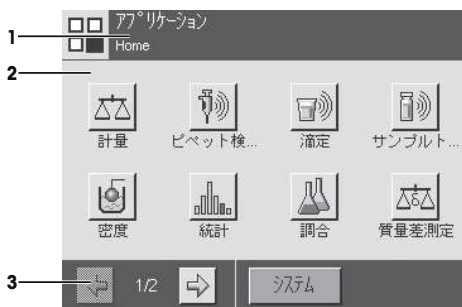 アプリケーション
1
Home
2
計量 ピペット検... 滴定 サンプルト...
密度 統計 調合 質量差測定
3
1/2 システム